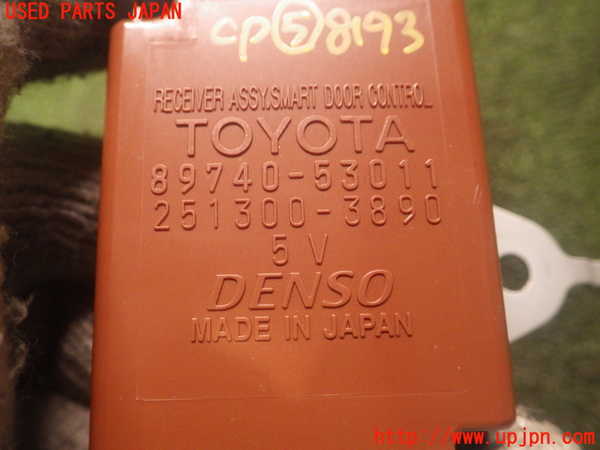 USED PARTS JAPAN
CP⑤8193
RECEIVER ASSY,SMART DOOR CONTROL
TOYOTA
89740-53011
251300-3890
5V
DENSO
MADE IN JAPAN
http://www.upjpn.com/